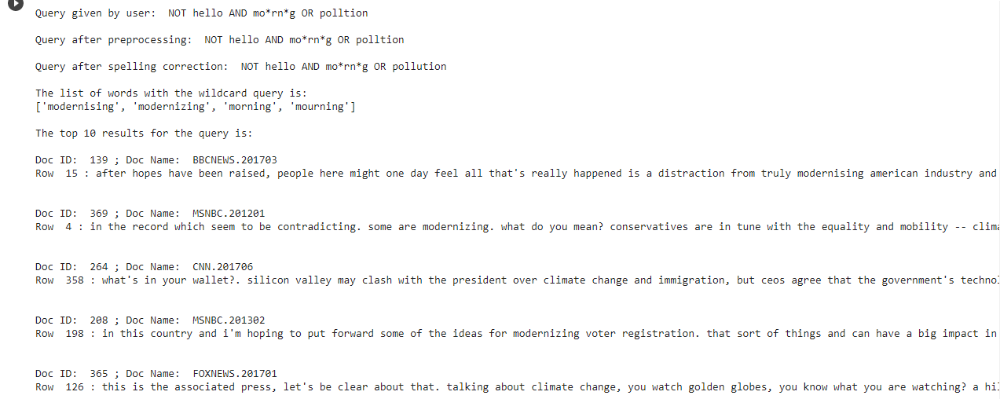 Query given by user:  NOT hello AND mo*rn*g OR polltion
Query after preprocessing:  NOT hello AND mo*rn*g OR polltion
Query after spelling correction:  NOT hello AND mo*rn*g OR pollution
The list of words with the wildcard query is:
['modernising', 'modernizing', 'morning', 'mourning']
The top 10 results for the query is:
Doc ID:  139 ; Doc Name:  BBCNEWS.201703
Row  15 : after hopes have been raised, people here might one day feel all that's really happened is a distraction from truly modernising american industry and
Doc ID:  369 ; Doc Name:  MSNBC.201201
Row  4 : in the record which seem to be contradicting. some are modernizing. what do you mean? conservatives are in tune with the equality and mobility --
Doc ID:  264 ; Doc Name:  CNN.201706
Row  358 : what's in your wallet?. silicon valley may clash with the president over climate change and immigration, but ceos agree that the government's
Doc ID:  208 ; Doc Name:  MSNBC.201302
Row  198 : in this country and i'm hoping to put forward some of the ideas for modernizing voter registration. that sort of things and can have a big impact in
Doc ID:  365 ; Doc Name:  FOXNEWS.201701
Row  126 : this is the associated press, let's be clear about that. talking about climate change, you watch golden globes, you know what you are watching? a